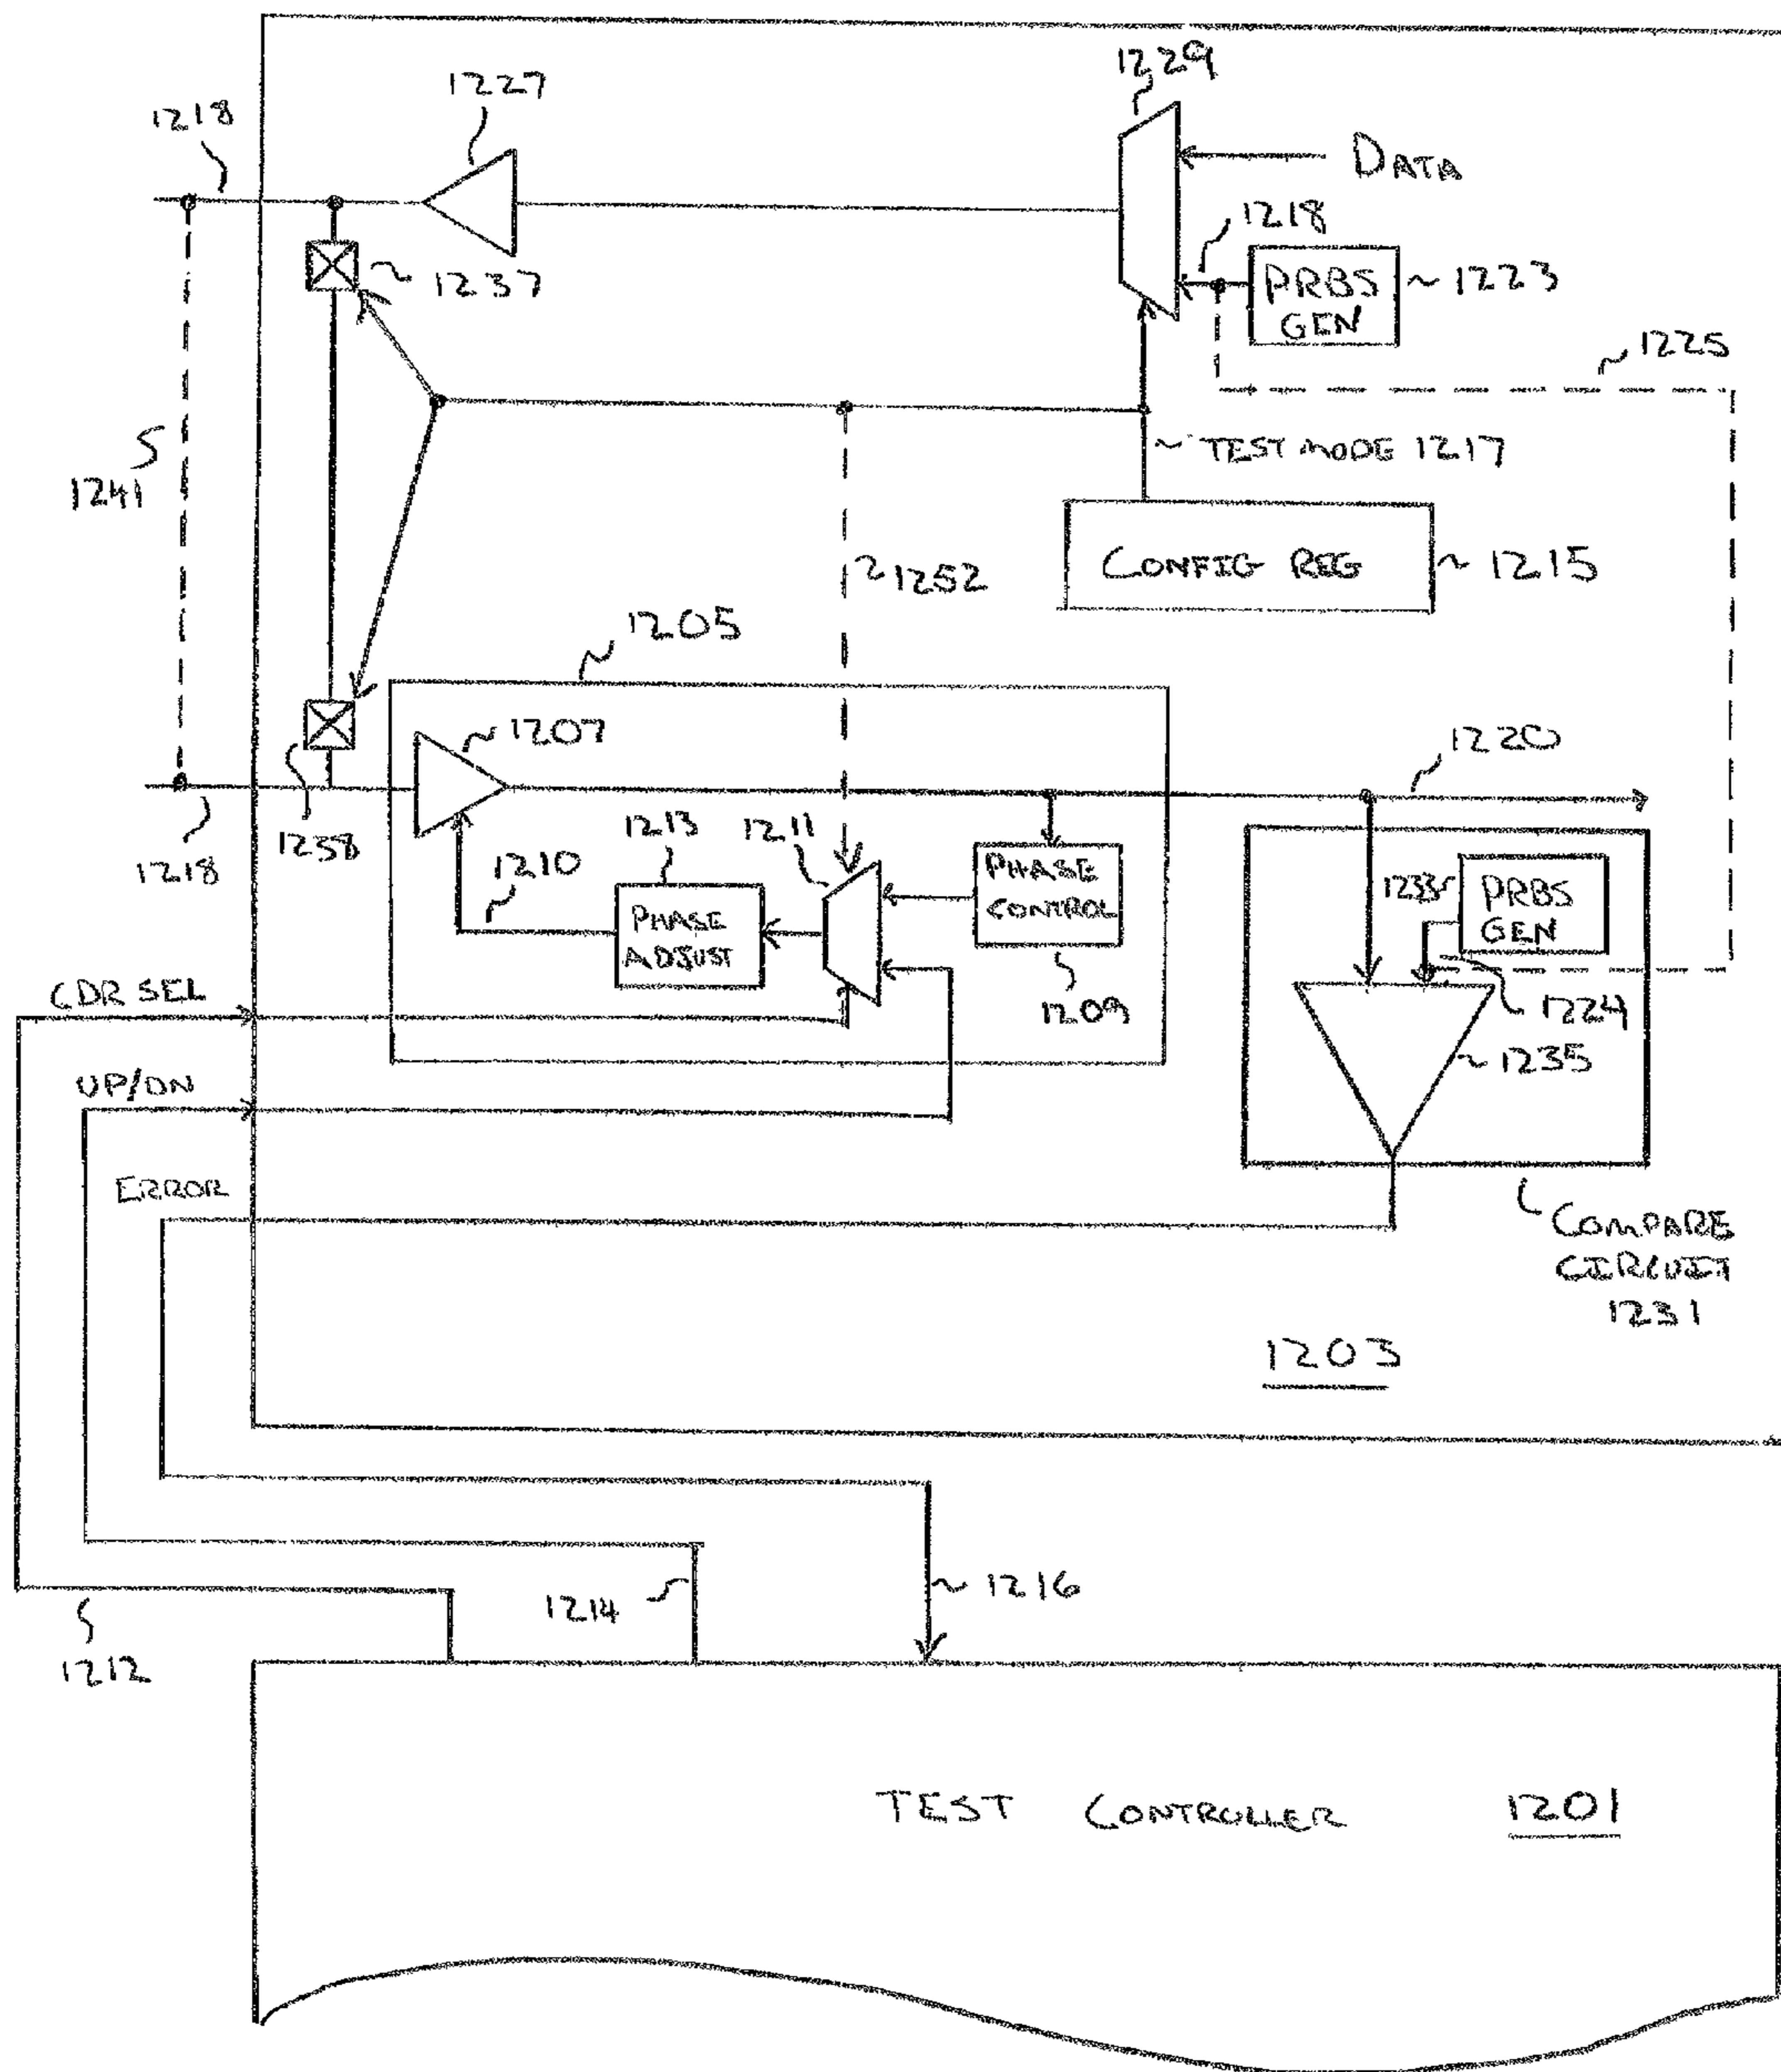 1229
1227
1218
DATA
1218
1237
PRBS
GEN
1223
1225
TEST MODE 1217
1241
CONFIG REG
1215
1252
1205
1207
1220
1238
1218
1213
1211
PHASE
CONTROL
1233
PRBS
GEN
1210
PHASE
ADJUST
CDR SEL
1209
1224
1235
UP/DN
ERROR
COMPARE
CIRCUIT
1231
1203
1214
1216
1212
TEST CONTROLLER 1201